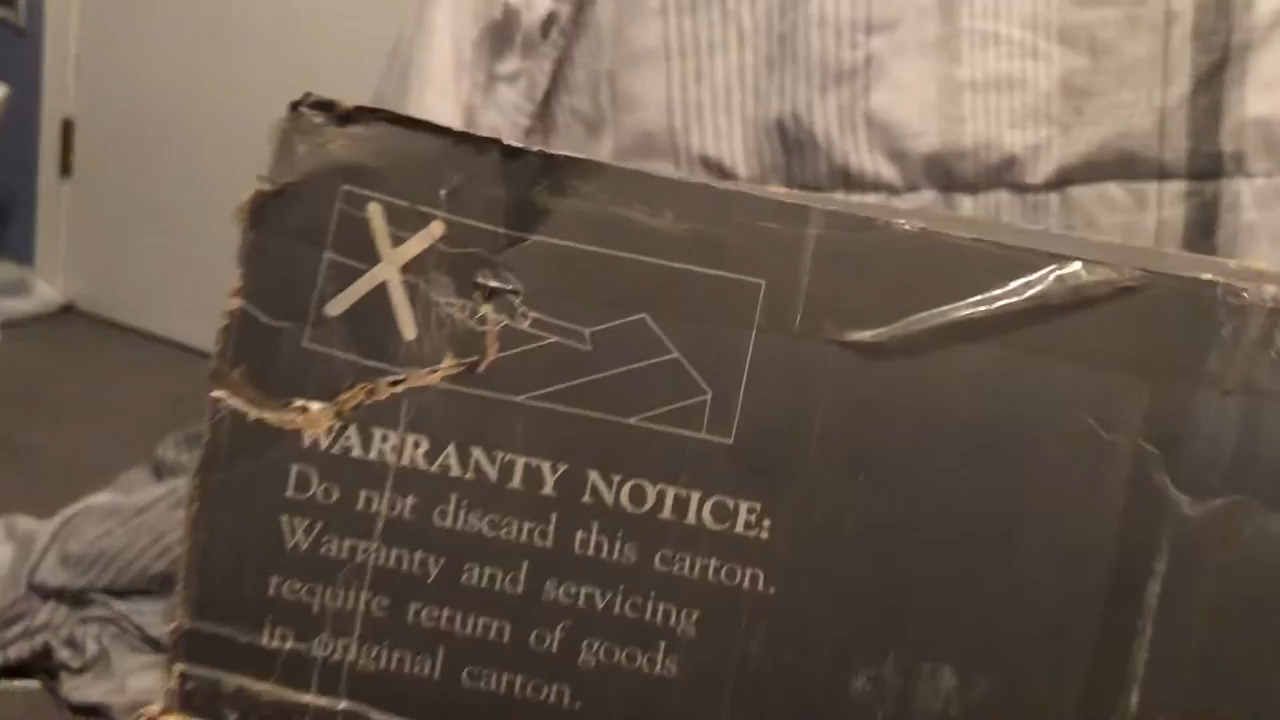 WARRANTY NOTICE:
Do not discard this carton.
Warranty and servicing
require return of goods
in original carton.